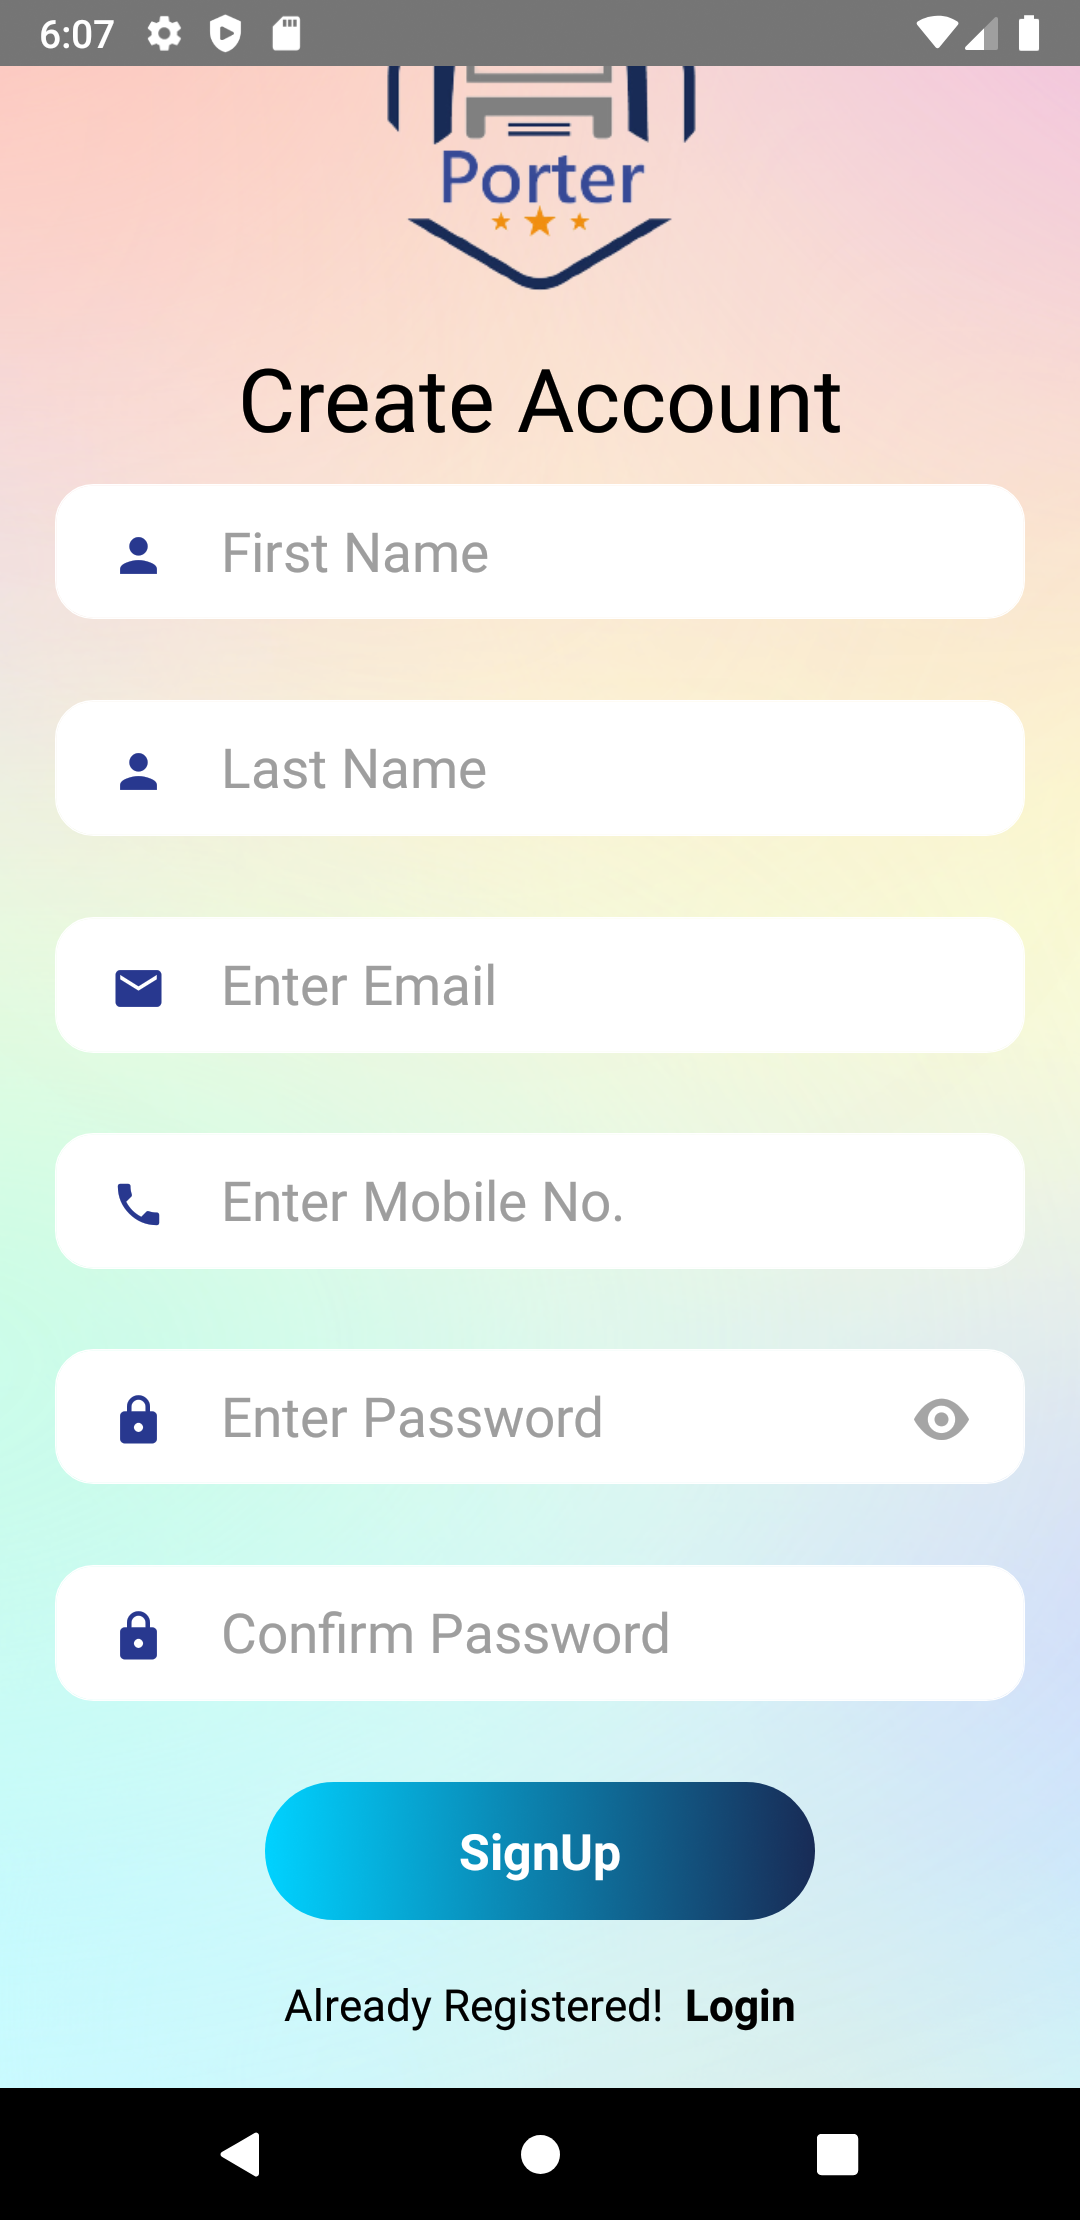 6:07
Porter
Create Account
First Name
Last Name
Enter Email
Enter Mobile No.
Enter Password
Confirm Password
SignUp
Already Registered! Login